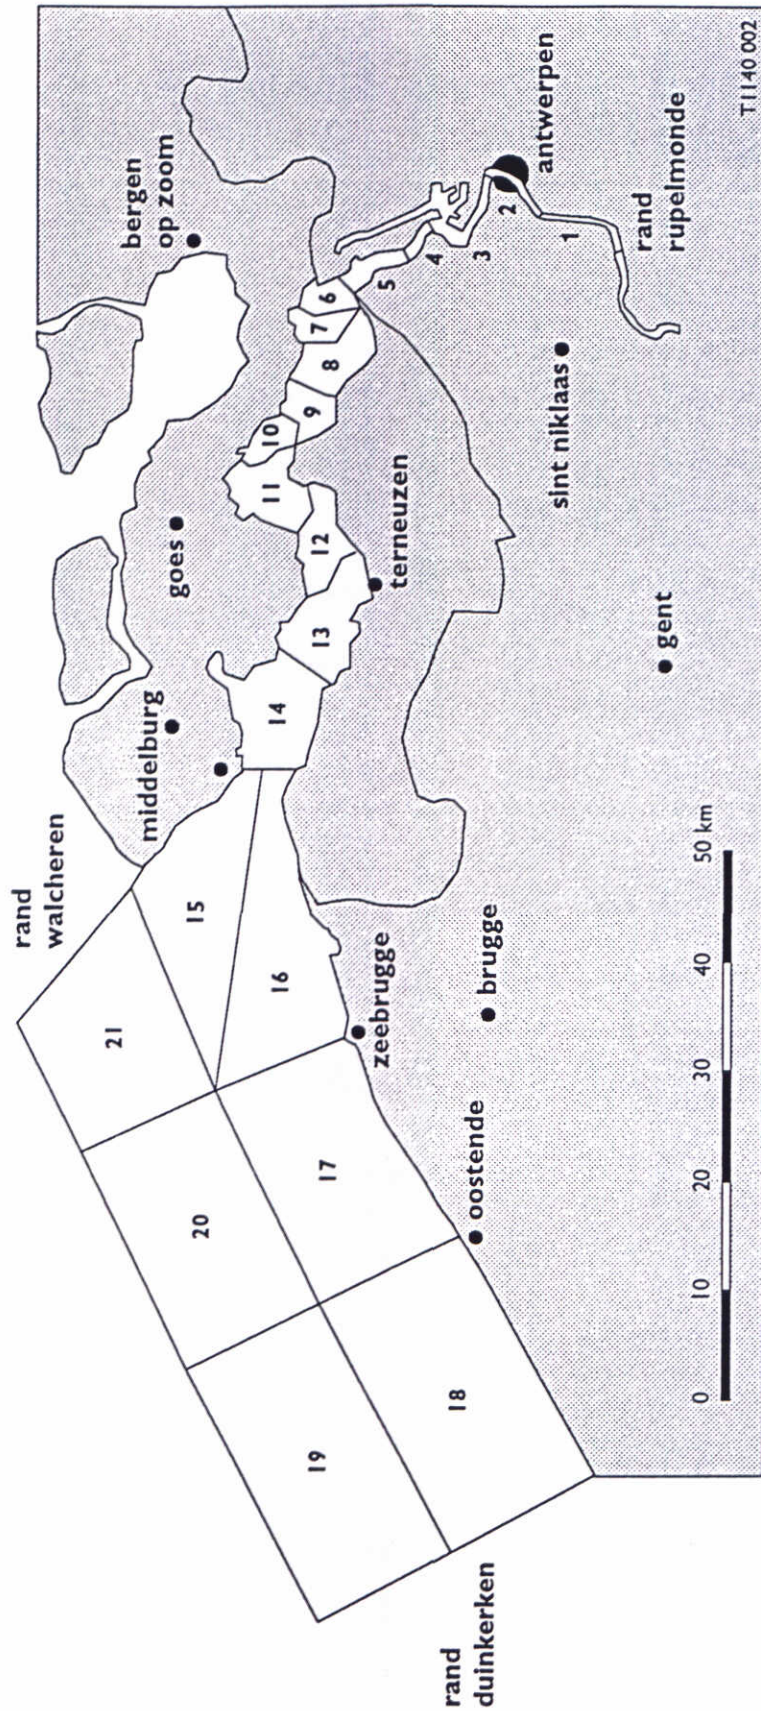 rand
walcheren
bergen
op zoom
middelburg
goes
21
15
14
11
10
7
6
20
16
13
12
9
8
5
4
3
2
1
19
17
18
zeebrugge
terneuzen
antwerpen
oostende
brugge
sint niklaas
rand
rupelmonde
gent
rand
duinkerken
0
10
20
30
40
50 km
T1140 002